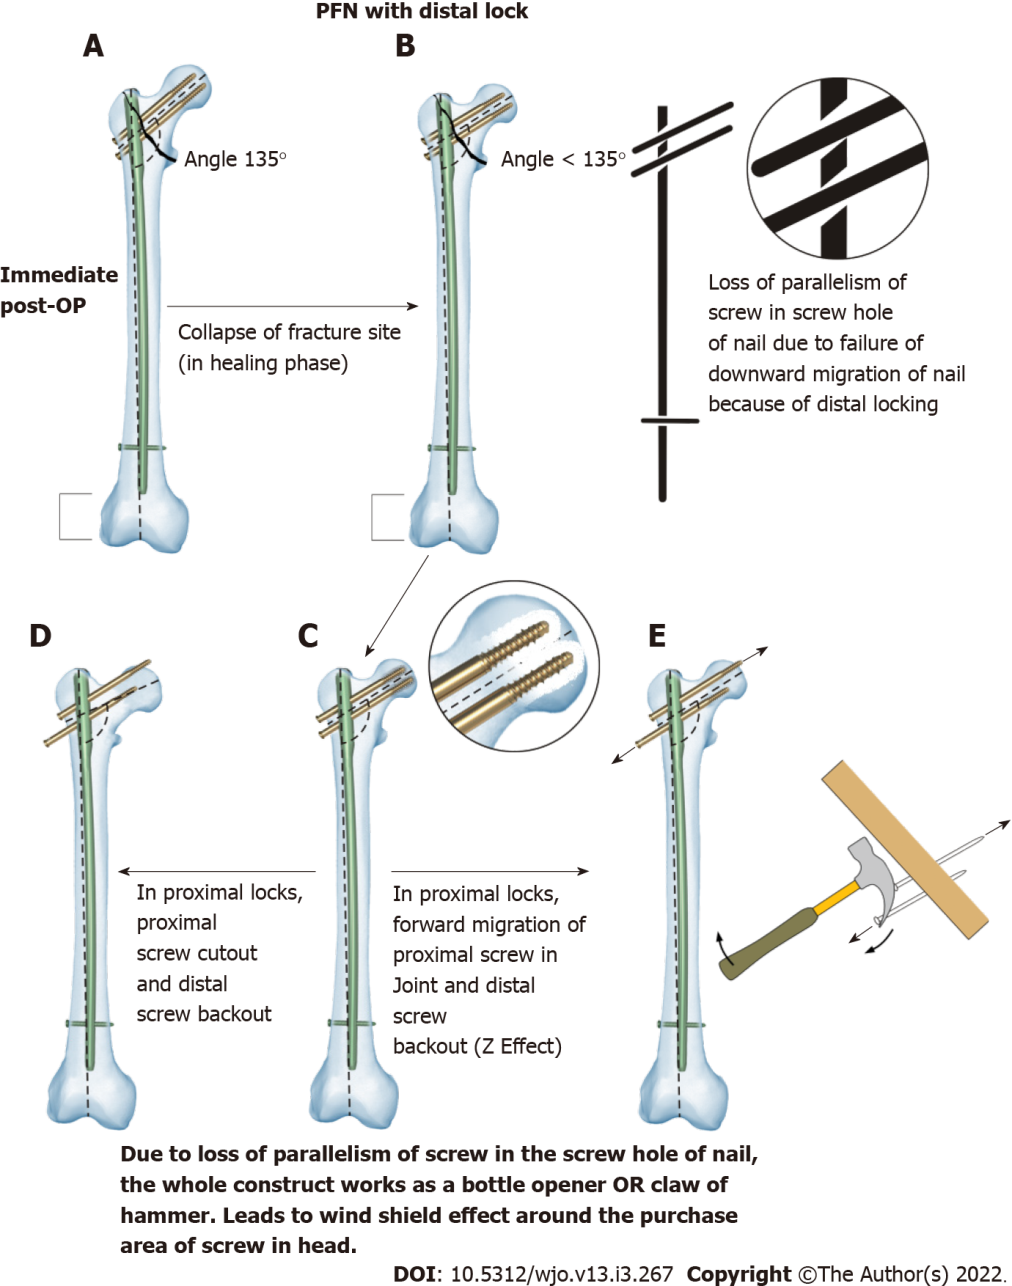 PFN with distal lock
A
B
Angle 135°
Angle < 135°
Immediate
post-OP
Collapse of fracture site
(in healing phase)
Loss of parallelism of
screw in screw hole
of nail due to failure of
downward migration of nail
because of distal locking
D
C
E
In proximal locks,
proximal
screw cutout
and distal
screw backout
In proximal locks,
forward migration of
proximal screw in
Joint and distal
screw
backout (Z Effect)
Due to loss of parallelism of screw in the screw hole of nail,
the whole construct works as a bottle opener OR claw of
hammer. Leads to wind shield effect around the purchase
area of screw in head.
DOI: 10.5312/wjo.v13.i3.267 Copyright ©The Author(s) 2022.